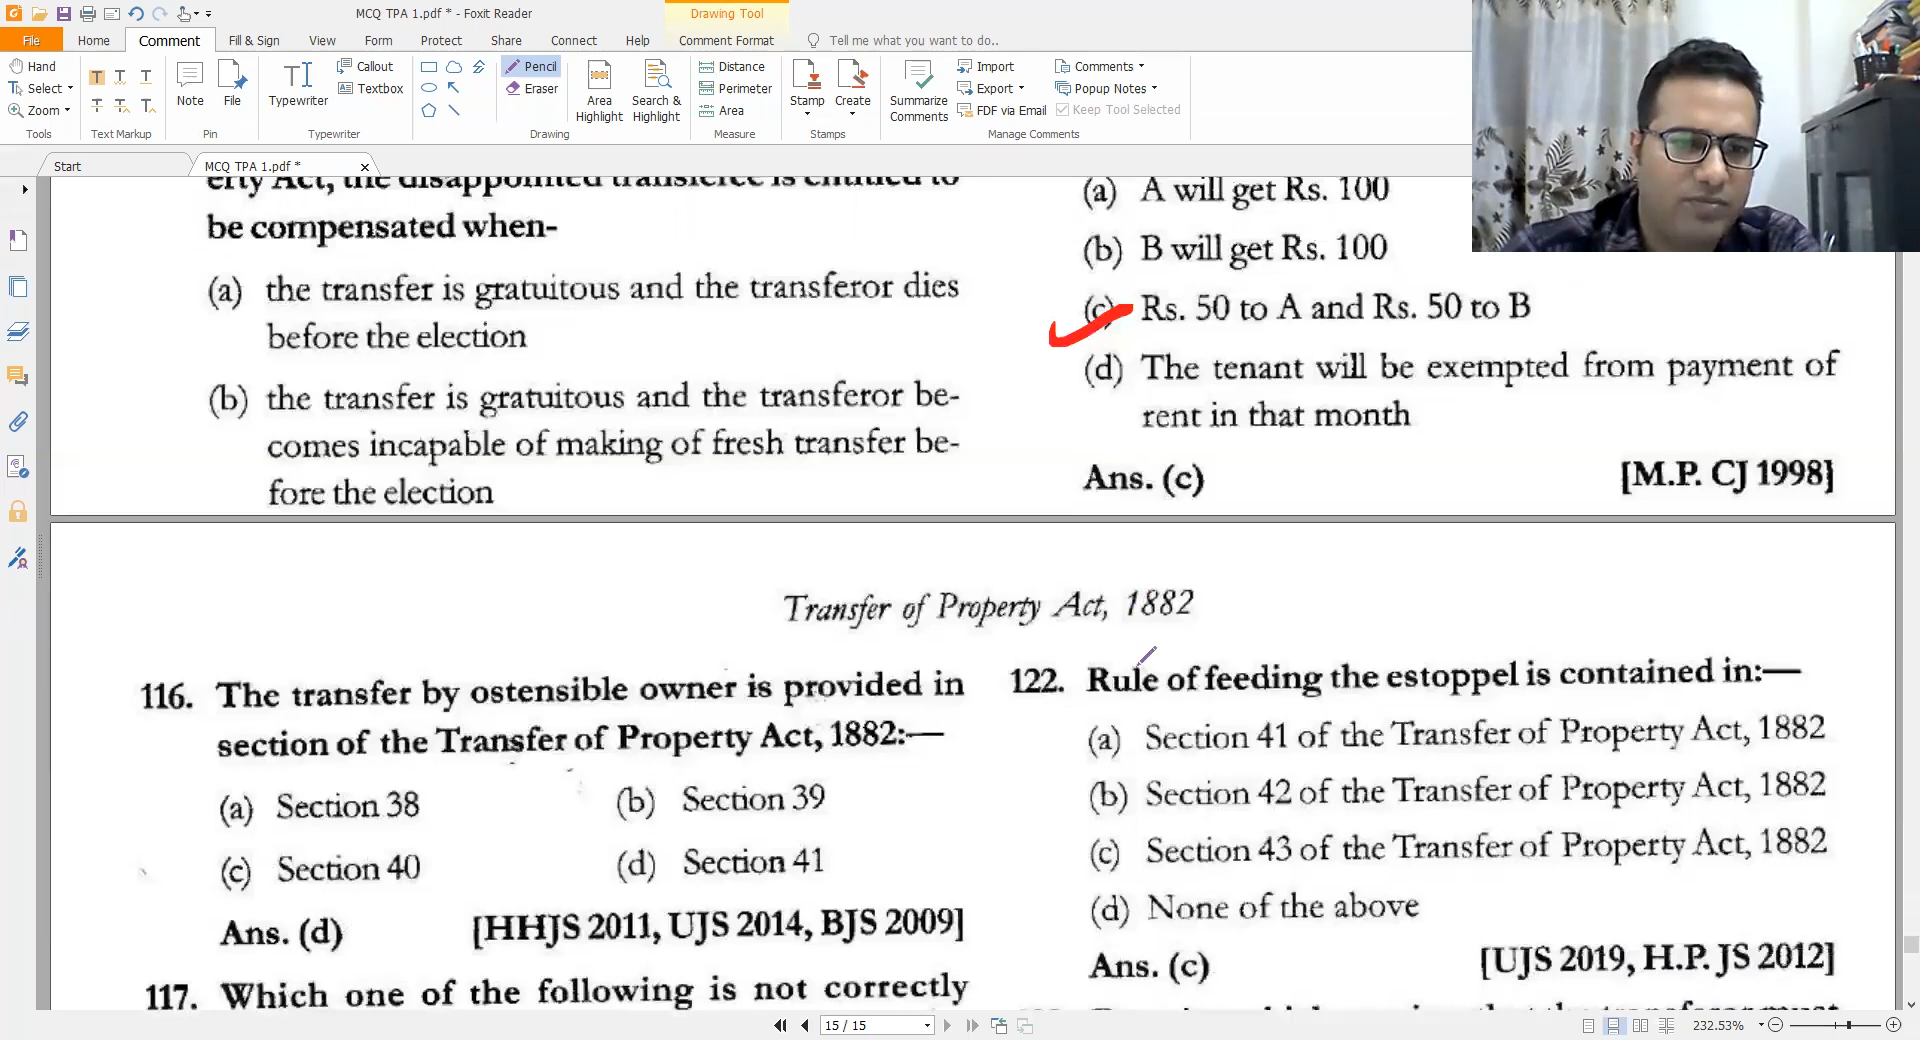 MCQ TPA 1.pdf * - Foxit Reader
Drawing Tool
File
Home
Comment
Fill & Sign
View
Form
Protect
Share
Connect
Help
Comment Format
Tell me what you want to do..
Hand
Select
Zoom
Tools
T T T
T T T
Text Markup
Note
File
Pin
Typewriter
Callout
Textbox
Typewriter
Pencil
Eraser
Drawing
Area Highlight
Search & Highlight
Distance
Perimeter
Area
Measure
Stamp
Create
Stamps
Summarize Comments
Import
Export
FDF via Email
Comments
Popup Notes
Keep Tool Selected
Manage Comments
Start
MCQ TPA 1.pdf *
erty Act, the disappointed transferee is entitled to
be compensated when-
(a) the transfer is gratuitous and the transferor dies
before the election
(b) the transfer is gratuitous and the transferor be-
comes incapable of making of fresh transfer be-
fore the election
(a) A will get Rs. 100
(b) B will get Rs. 100
(c) Rs. 50 to A and Rs. 50 to B
(d) The tenant will be exempted from payment of
rent in that month
Ans. (c) [M.P. CJ 1998]
Transfer of Property Act, 1882
116. The transfer by ostensible owner is provided in
section of the Transfer of Property Act, 1882:—
(a) Section 38 (b) Section 39
(c) Section 40 (d) Section 41
Ans. (d) [HHJS 2011, UJS 2014, BJS 2009]
117. Which one of the following is not correctly
122. Rule of feeding the estoppel is contained in:—
(a) Section 41 of the Transfer of Property Act, 1882
(b) Section 42 of the Transfer of Property Act, 1882
(c) Section 43 of the Transfer of Property Act, 1882
(d) None of the above
Ans. (c) [UJS 2019, H.P. JS 2012]
15 / 15
232.53%